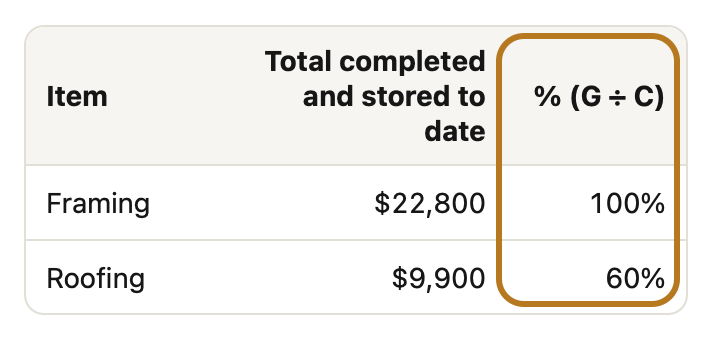 Item
Total completed
and stored to
date
% (G ÷ C)
Framing $22,800 100%
Roofing $9,900 60%